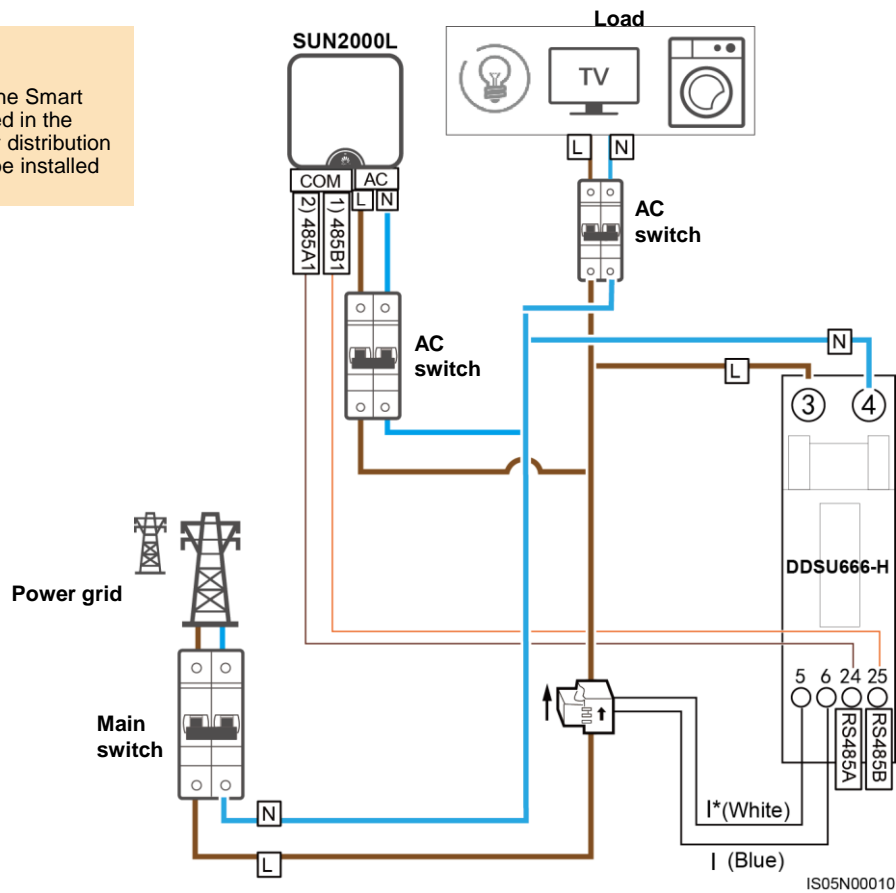 Load
SUN2000L
TV
he Smart
ed in the
distribution
be installed
L N
COM AC
L N
2) 485A1
1) 485B1
AC
switch
AC
switch
N
L
3 4
DDSU666-H
Power grid
5 6 24 25
RS485A
RS485B
Main
switch
N
I*(White)
L
I (Blue)
IS05N00010